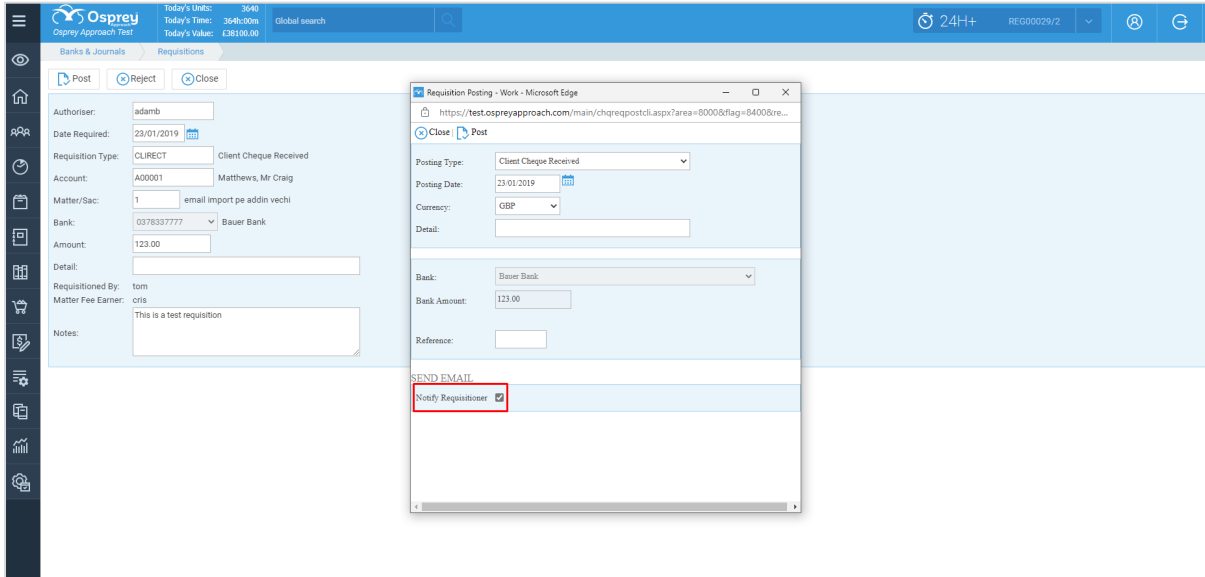 Osprey
Approach
Osprey Approach Test
Today's Units: 3640
Today's Time: 364h:00m
Today's Value: £38100.00
Global search
24H+
REG00029/2
Banks & Journals
Requisitions
Post
Reject
Close
Authoriser: adamb
Date Required: 23/01/2019
Requisition Type: CLIRECT Client Cheque Received
Account: A00001 Matthews, Mr Craig
Matter/Sac: 1 email import pe addin vechi
Bank: 0378337777 Bauer Bank
Amount: 123.00
Detail:
Requisitioned By: tom
Matter Fee Earner: cris
Notes: This is a test requisition
Requisition Posting - Work - Microsoft Edge
https://test.ospreyapproach.com/main/chqreqpostcli.aspx?area=8000&flag=8400&re...
Close | Post
Posting Type: Client Cheque Received
Posting Date: 23/01/2019
Currency: GBP
Detail:
Bank: Bauer Bank
Bank Amount: 123.00
Reference:
SEND EMAIL
Notify Requisitioner